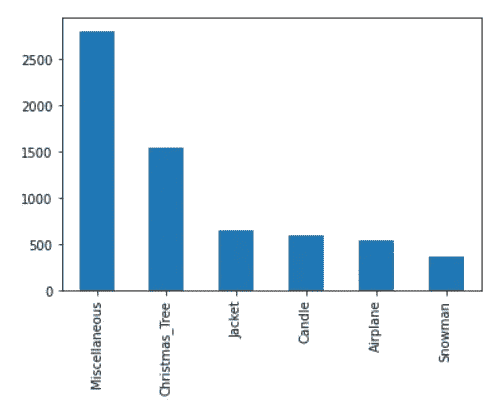 2500
2000
1500
1000
500
0
Miscellaneous
Christmas_Tree
Jacket
Candle
Airplane
Snowman